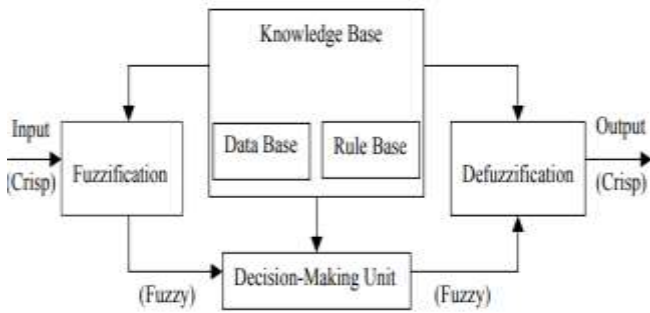 Knowledge Base
Input
Data Base
Rule Base
Output
(Crisp)
Fuzzification
Defuzzification
(Crisp)
Decision-Making Unit
(Fuzzy)
(Fuzzy)